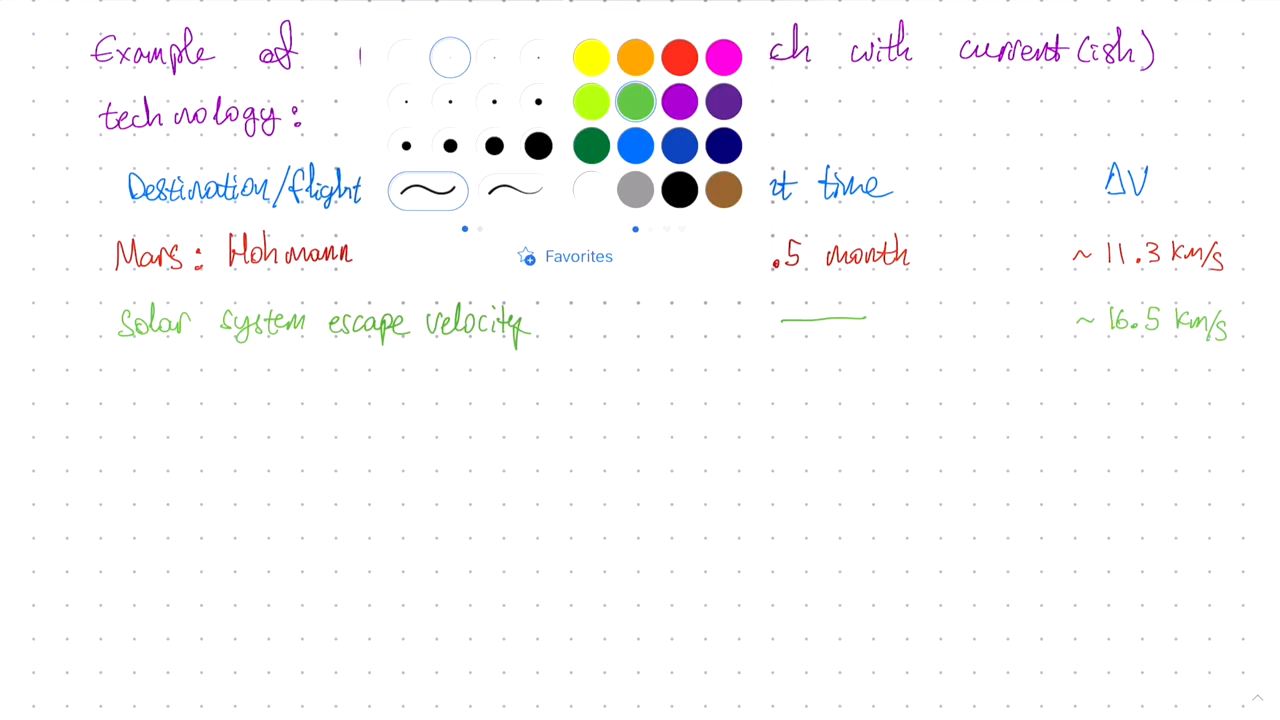 Example of ch with current(ish)
technology:
Destination/flight t time ΔV
Mars: Hohmann .5 month ~ 11.3 km/s
Favorites
Solar system escape velocity — ~ 16.5 km/s